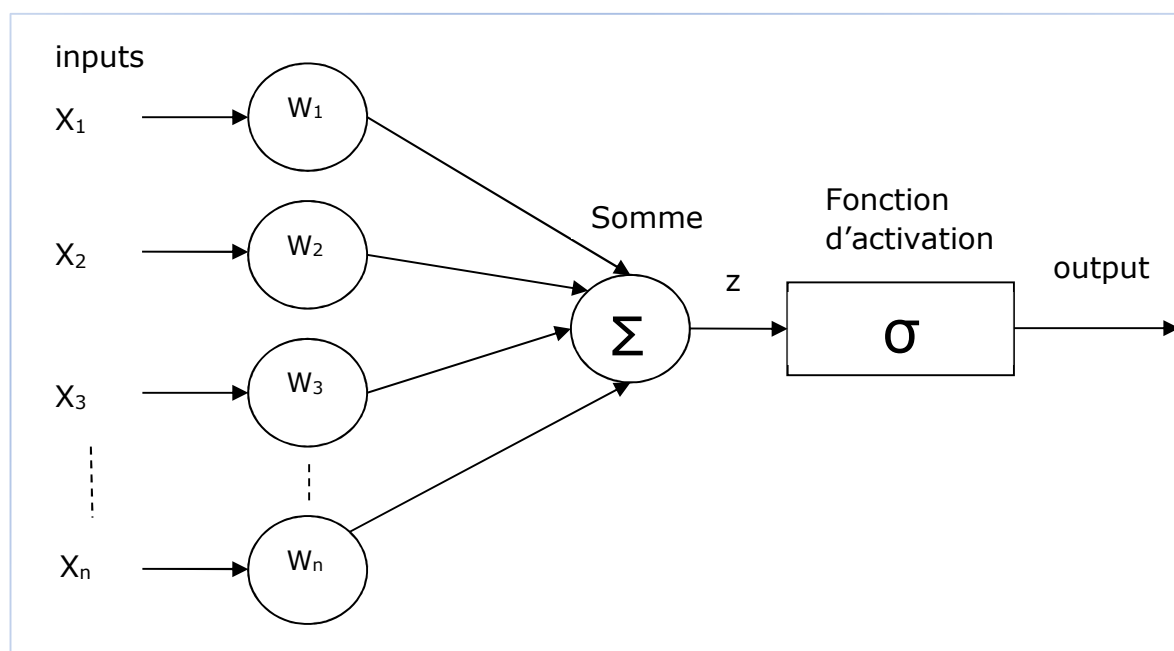 inputs
X₁
W₁
X₂
W₂
X₃
W₃
Xₙ
Wₙ
Somme
Σ
z
Fonction
d’activation
σ
output